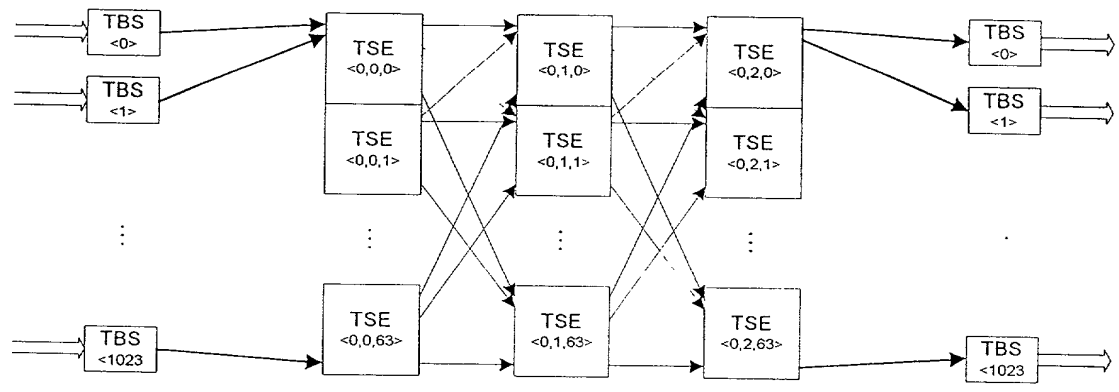 TBS
<0>
TBS
<1>
TBS
<1023
TSE
<0,0,0>
TSE
<0,0,1>
TSE
<0,0,63>
TSE
<0,1,0>
TSE
<0,1,1>
TSE
<0,1,63>
TSE
<0,2,0>
TSE
<0,2,1>
TSE
<0,2,63>
TBS
<0>
TBS
<1>
TBS
<1023